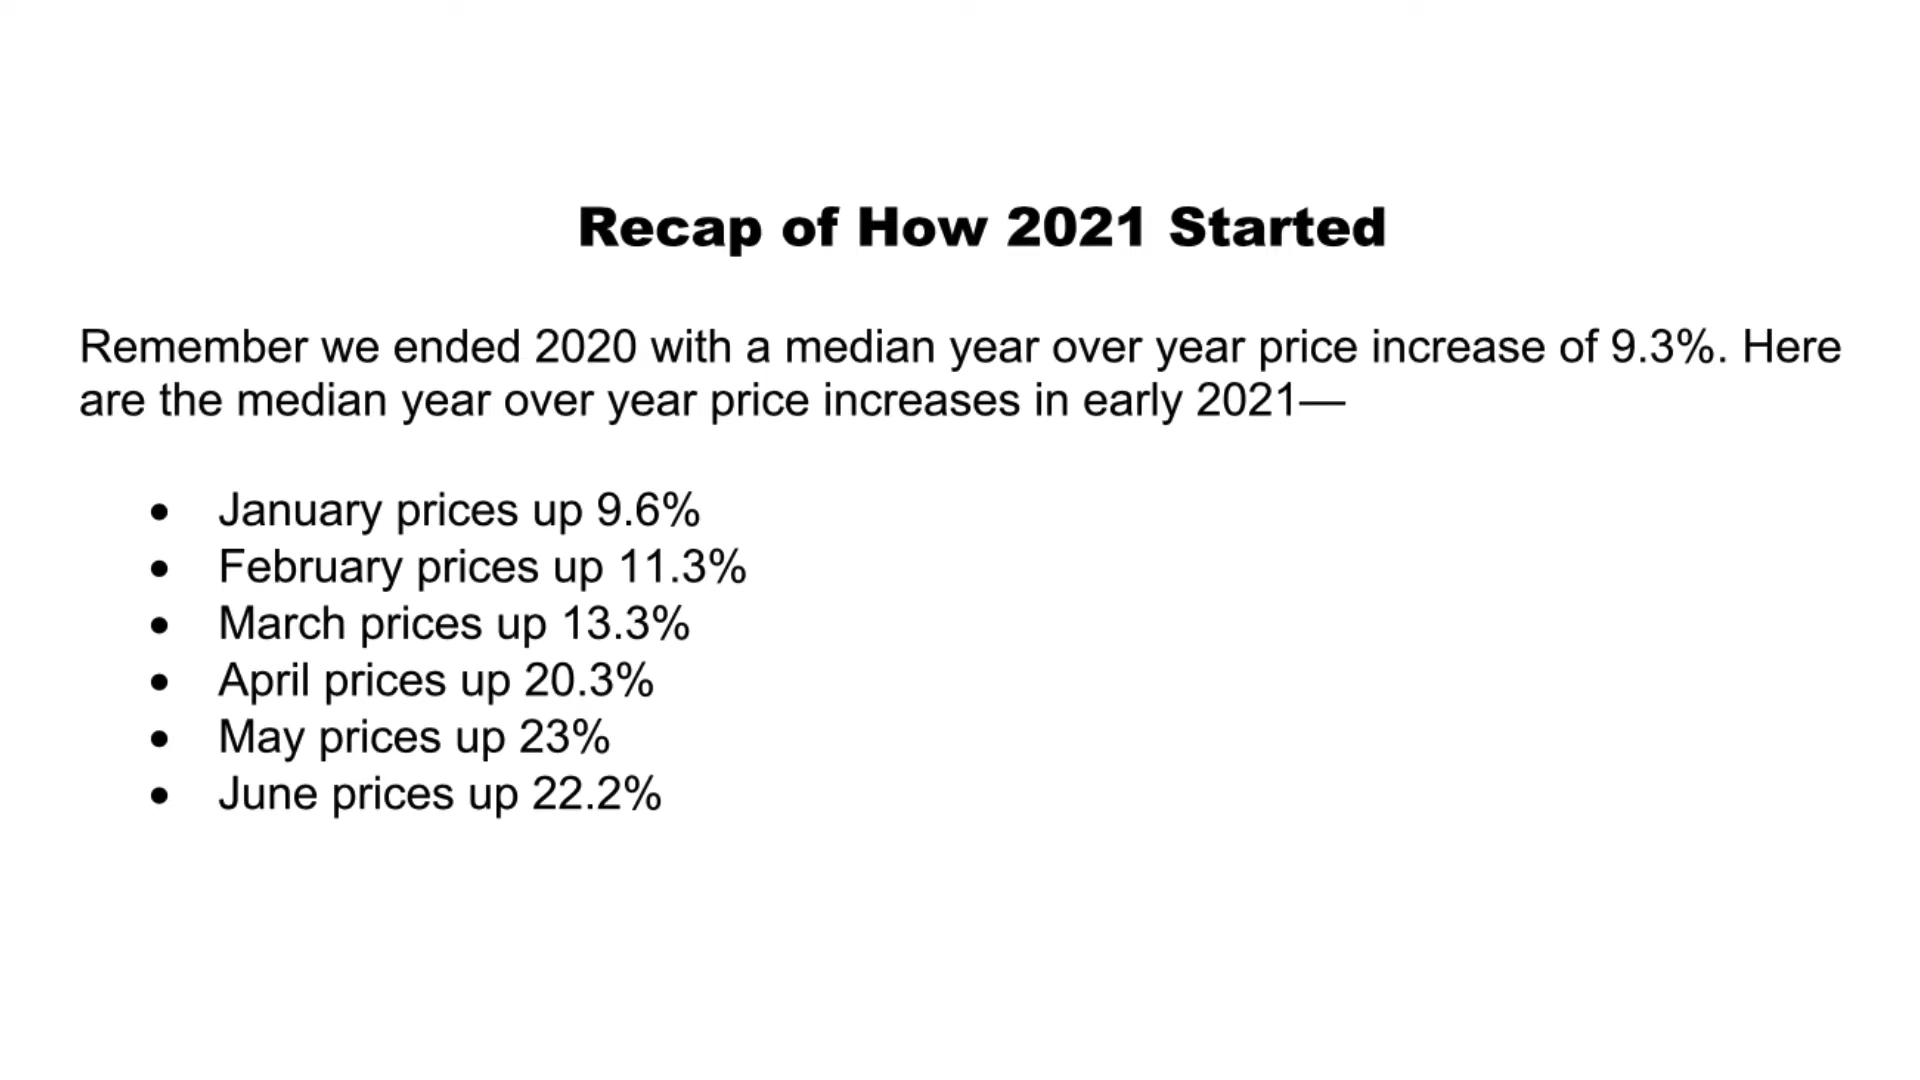 Recap of How 2021 Started
Remember we ended 2020 with a median year over year price increase of 9.3%. Here
are the median year over year price increases in early 2021—
• January prices up 9.6%
• February prices up 11.3%
• March prices up 13.3%
• April prices up 20.3%
• May prices up 23%
• June prices up 22.2%